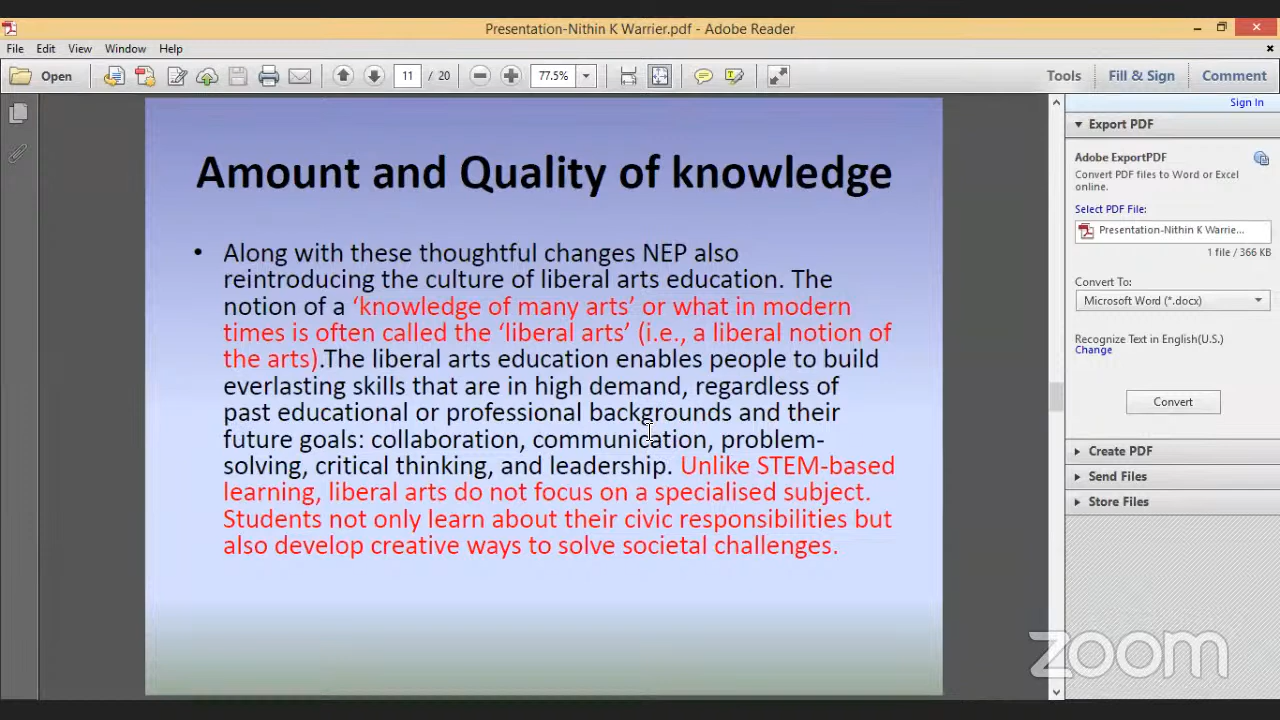 Presentation-Nithin K Warrier.pdf - Adobe Reader
File Edit View Window Help
Open 11 / 20 77.5% Tools Fill & Sign Comment
Sign In
Export PDF
Adobe ExportPDF
Convert PDF files to Word or Excel
online.
Select PDF File:
Presentation-Nithin K Warrie...
1 file / 366 KB
Convert To:
Microsoft Word (*.docx)
Recognize Text in English(U.S.)
Change
Convert
Create PDF
Send Files
Store Files
Amount and Quality of knowledge
• Along with these thoughtful changes NEP also
reintroducing the culture of liberal arts education. The
notion of a ‘knowledge of many arts’ or what in modern
times is often called the ‘liberal arts’ (i.e., a liberal notion of
the arts).The liberal arts education enables people to build
everlasting skills that are in high demand, regardless of
past educational or professional backgrounds and their
future goals: collaboration, communication, problem-
solving, critical thinking, and leadership. Unlike STEM-based
learning, liberal arts do not focus on a specialised subject.
Students not only learn about their civic responsibilities but
also develop creative ways to solve societal challenges.
zoom